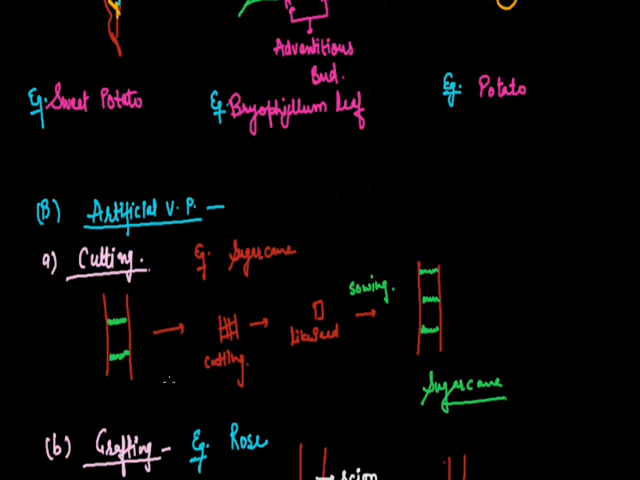 Adventitious
Bud.
Eg: Sweet Potato
Eg: Bryophyllum Leaf
Eg: Potato
(B) Artificial V.P. —
a) Cutting. Eg. Sugarcane
sowing.
cutting.
like seed
Sugarcane
(b) Grafting - Eg. Rose
scion